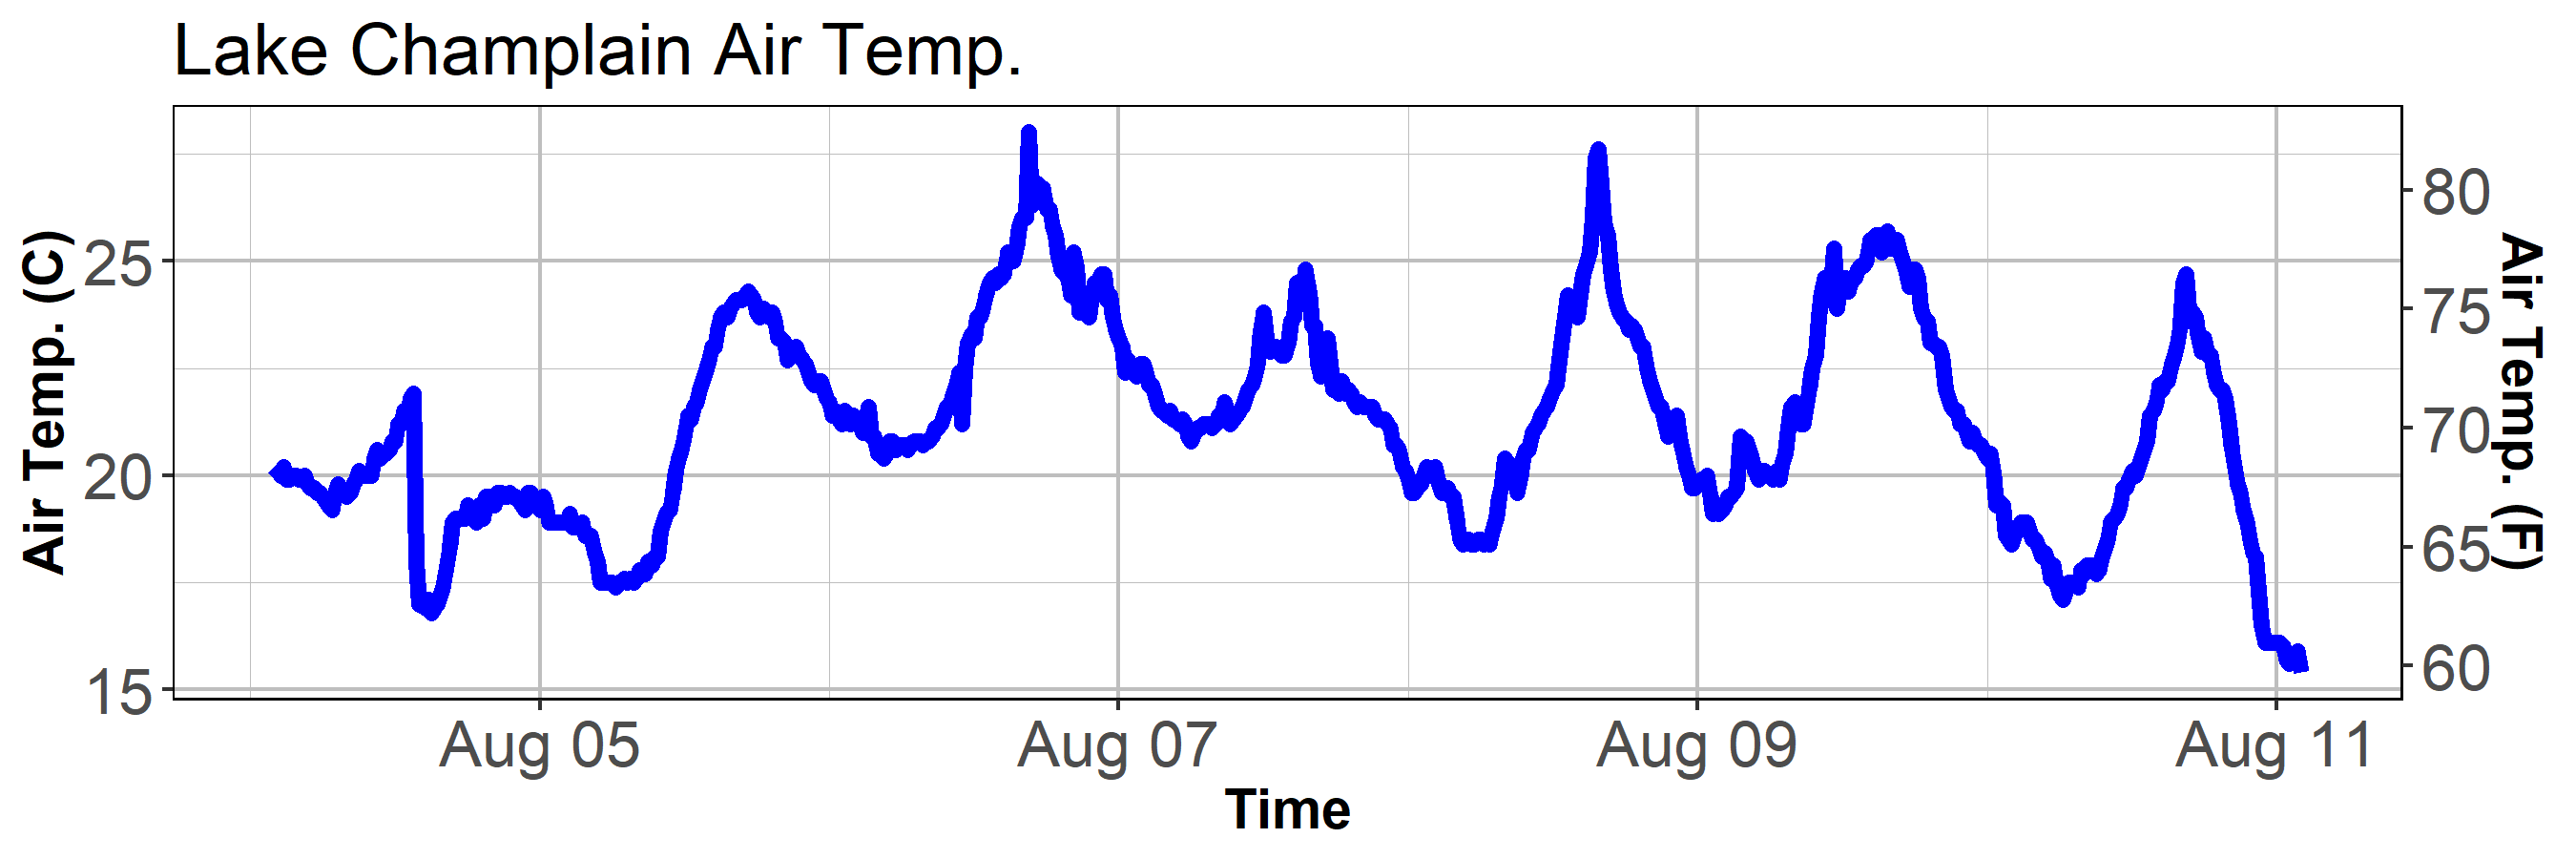 Lake Champlain Air Temp.
Air Temp. (C)
25
20
15
80
75
70
65
60
Air Temp. (F)
Aug 05 Aug 07 Aug 09 Aug 11
Time